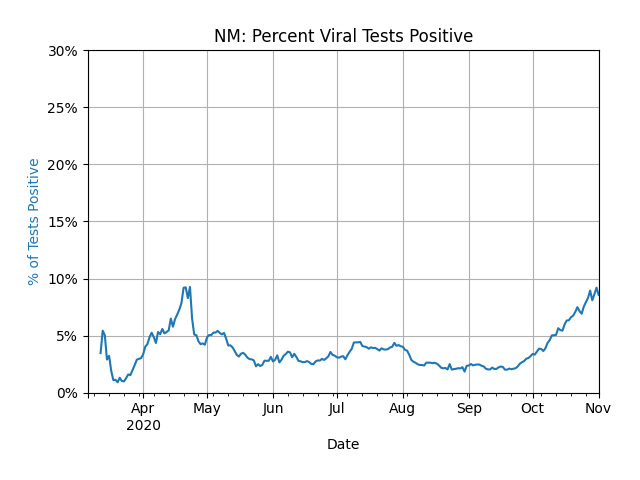 NM: Percent Viral Tests Positive
30%
25%
20%
15%
10%
5%
0%
% of Tests Positive
Apr May Jun Jul Aug Sep Oct Nov
2020
Date